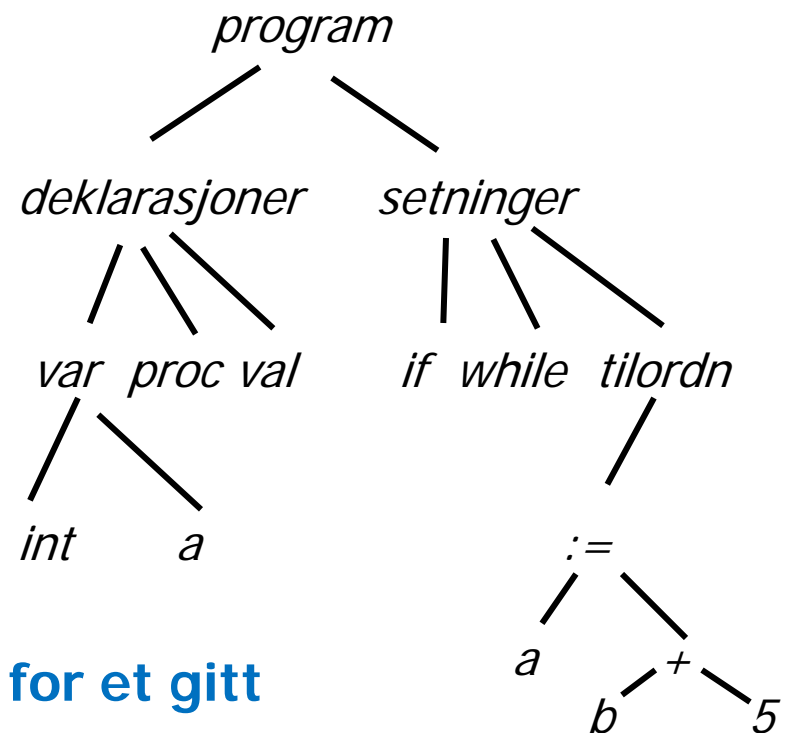 program
deklarasjoner setninger
var proc val if while tilordn
int a :=
a +
for et gitt
b 5